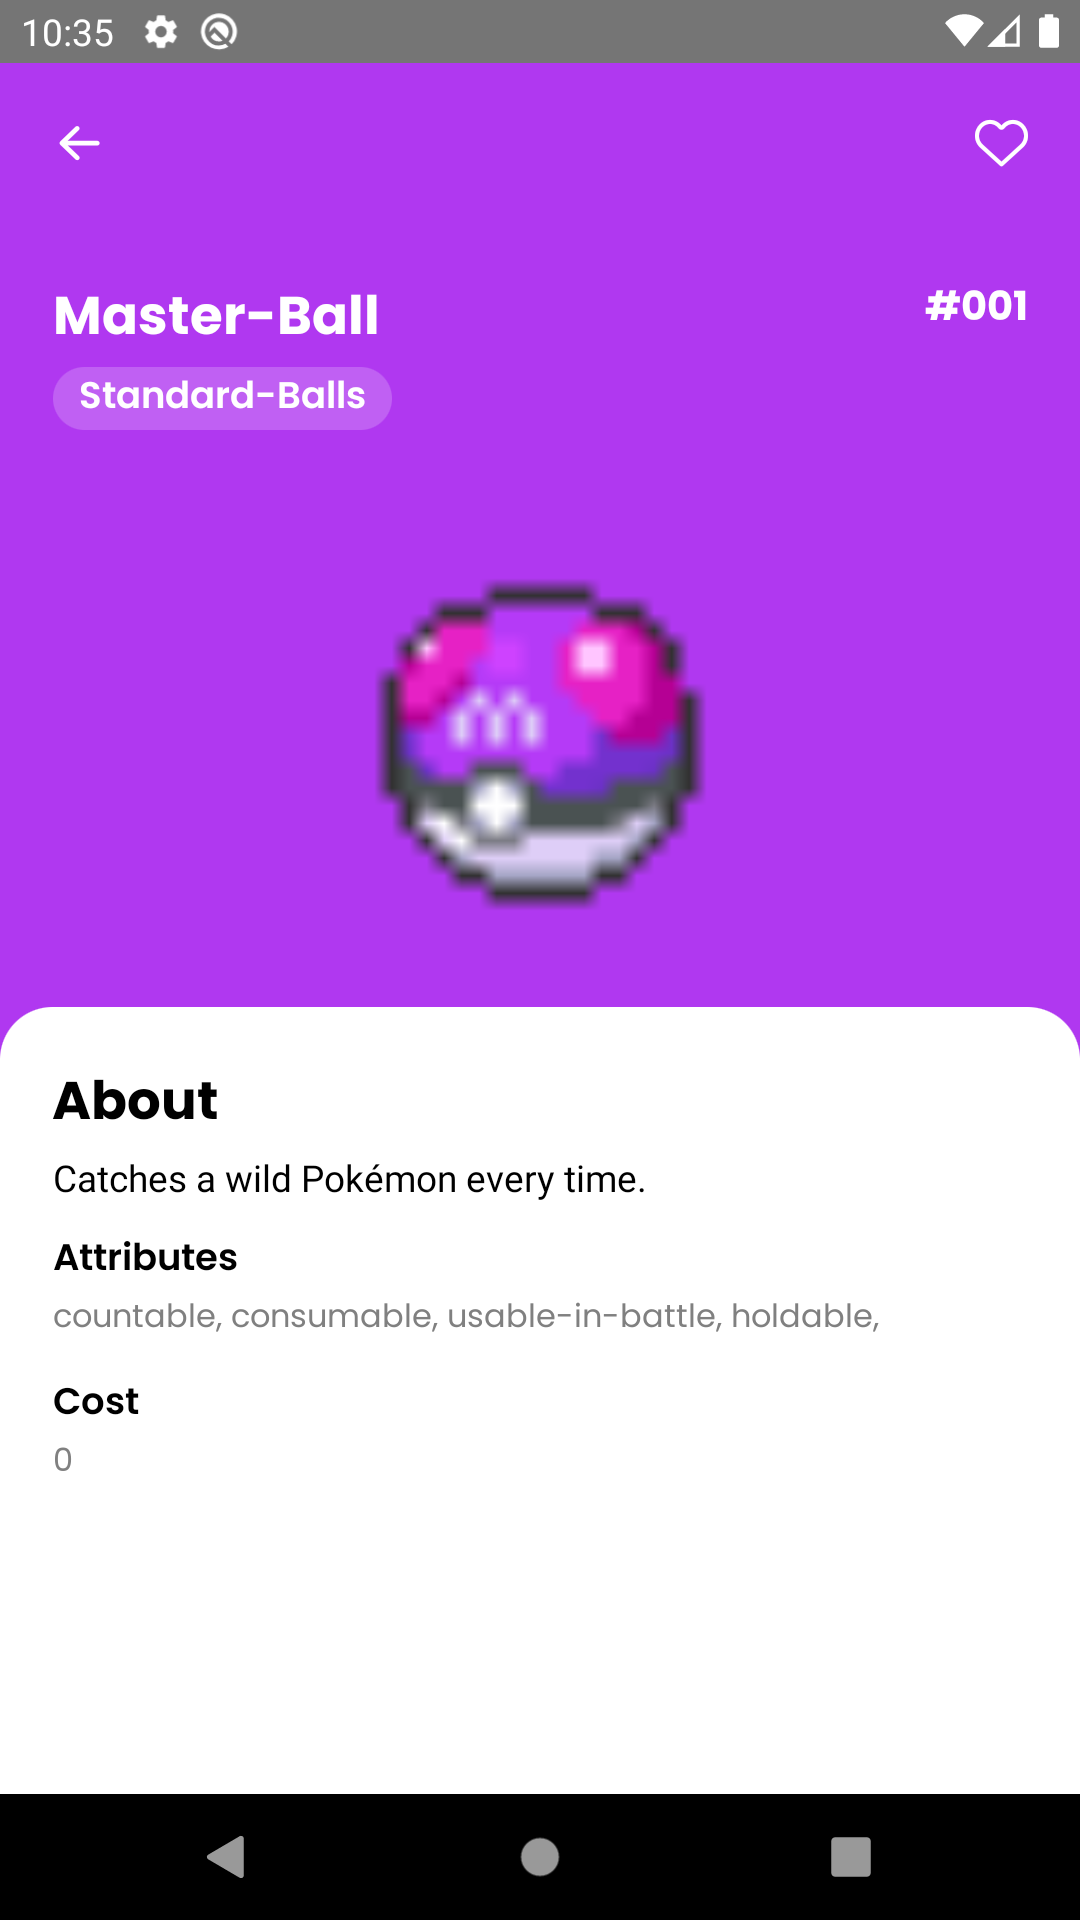 10:35
Master-Ball
#001
Standard-Balls
m
About
Catches a wild Pokémon every time.
Attributes
countable, consumable, usable-in-battle, holdable,
Cost
0